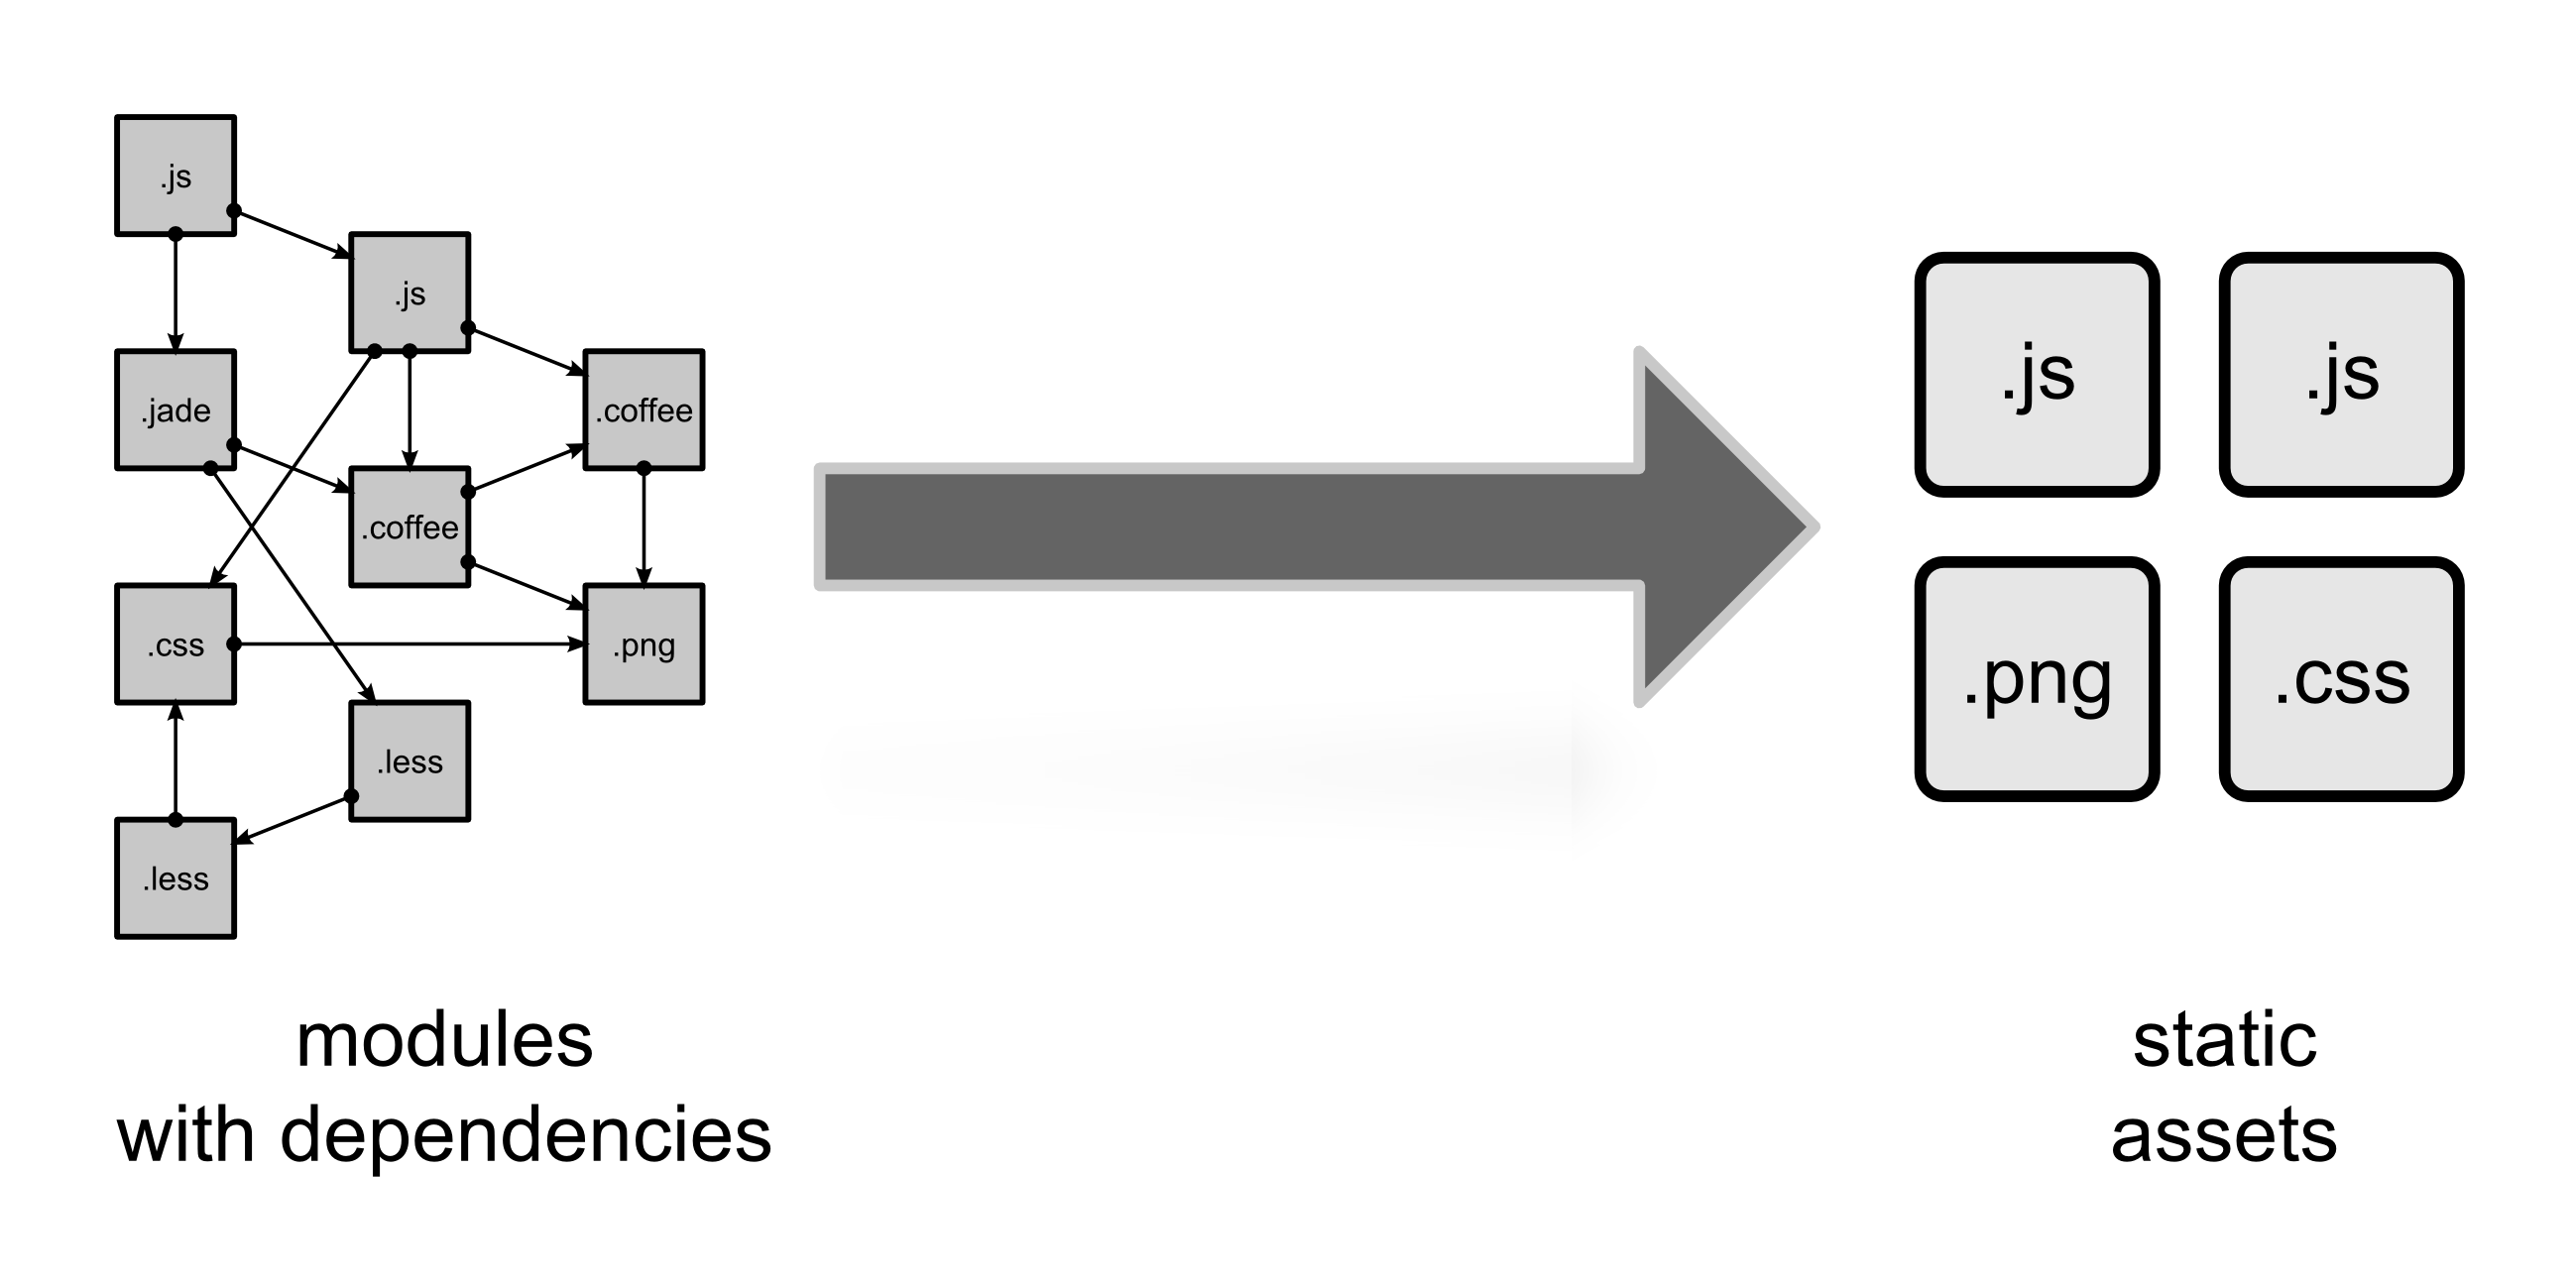 .js
.js
.jade
.coffee
.coffee
.css
.png
.less
.less
modules
with dependencies
.js
.js
.png
.css
static
assets